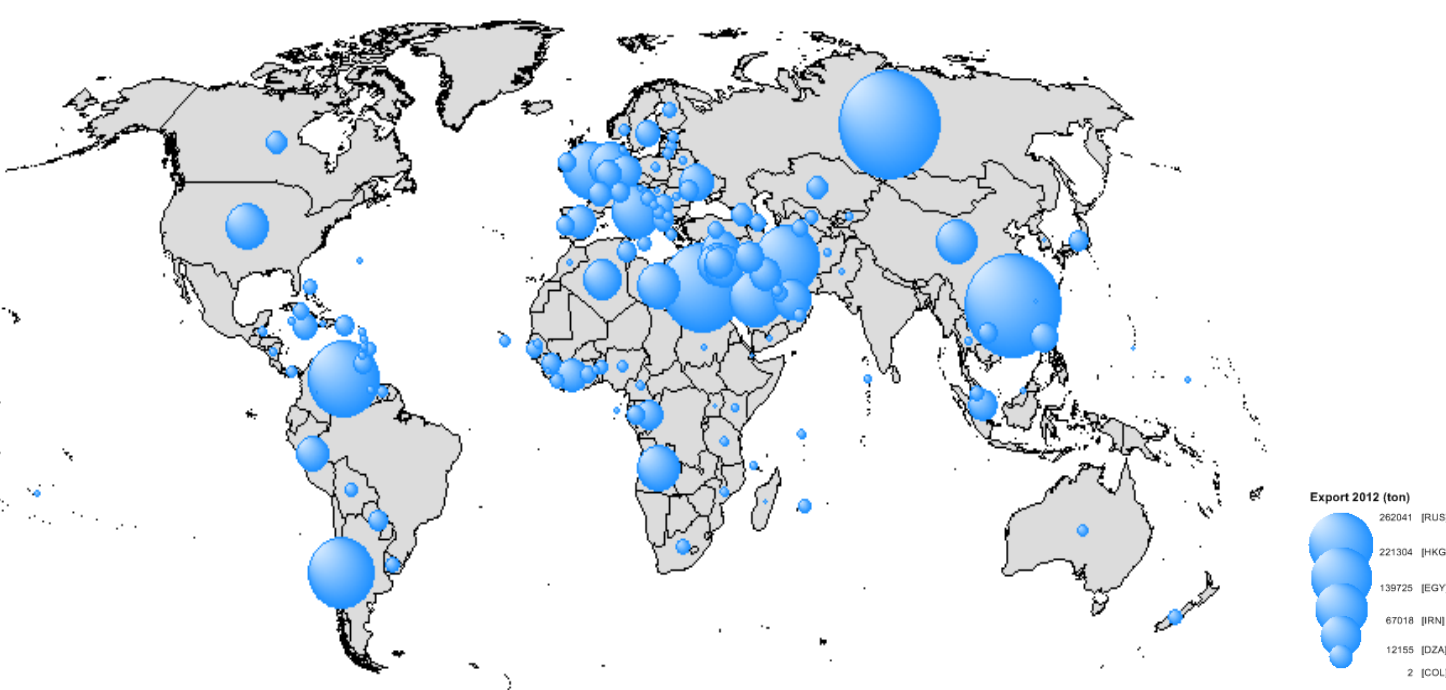 Export 2012 (ton)
262041 [RUS
221304 [HKG
139725 [EGY
67018 [IRN]
12155 [DZA]
2 [COL]